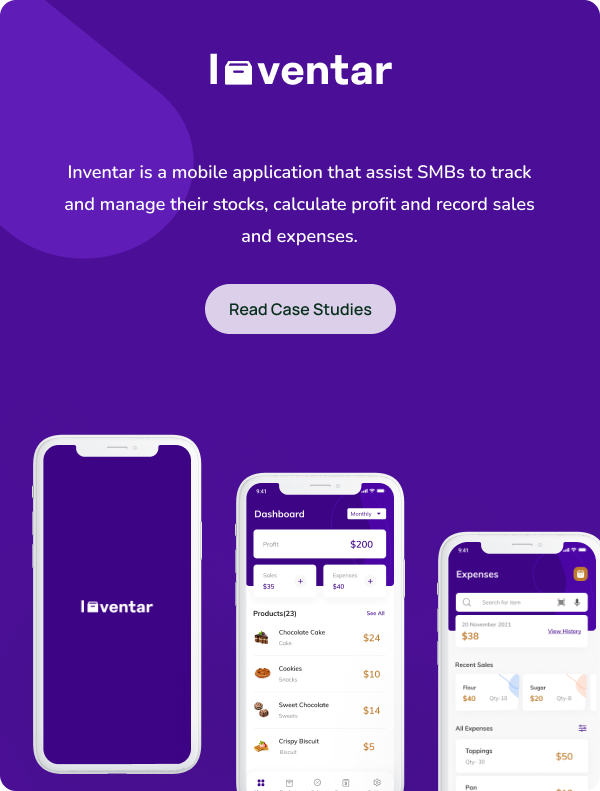 Inventar
Inventar is a mobile application that assist SMBs to track
and manage their stocks, calculate profit and record sales
and expenses.
Read Case Studies
Inventar
9:41
Dashboard
Monthly
Profit
$200
Sales
$35
+
Expenses
$40
+
Products(23)
See All
Chocolate Cake
Cake
$24
Cookies
Snacks
$10
Sweet Chocolate
Sweets
$14
Crispy Biscuit
Biscuit
$5
9:41
Expenses
Search for item
20 November 2021
$38
View History
Recent Sales
Flour
$40
Qty-10
Sugar
$20
Qty-8
All Expenses
Toppings
Qty- 30
$50
Pan